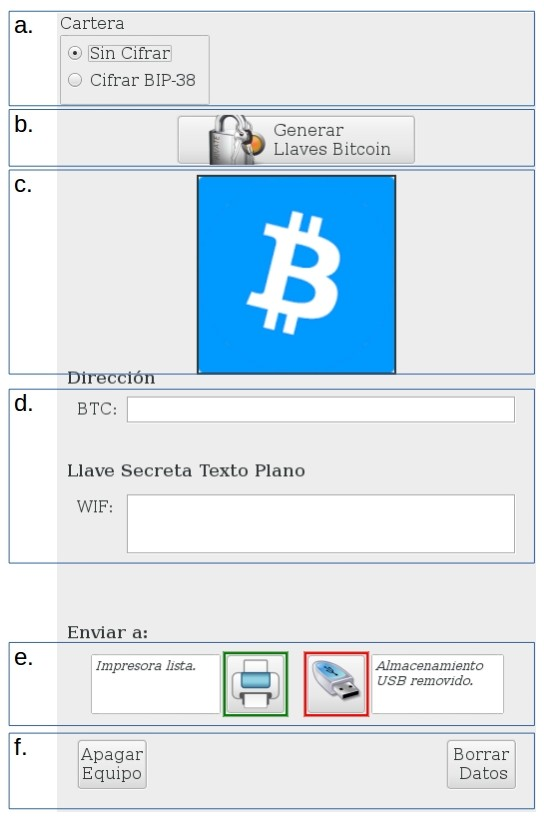 a. Cartera
Sin Cifrar
Cifrar BIP-38
b. Generar
Llaves Bitcoin
c.
Dirección
d. BTC:
Llave Secreta Texto Plano
WIF:
Enviar a:
e. Impresora lista.
Almacenamiento
USB removido.
f. Apagar
Equipo
Borrar
Datos